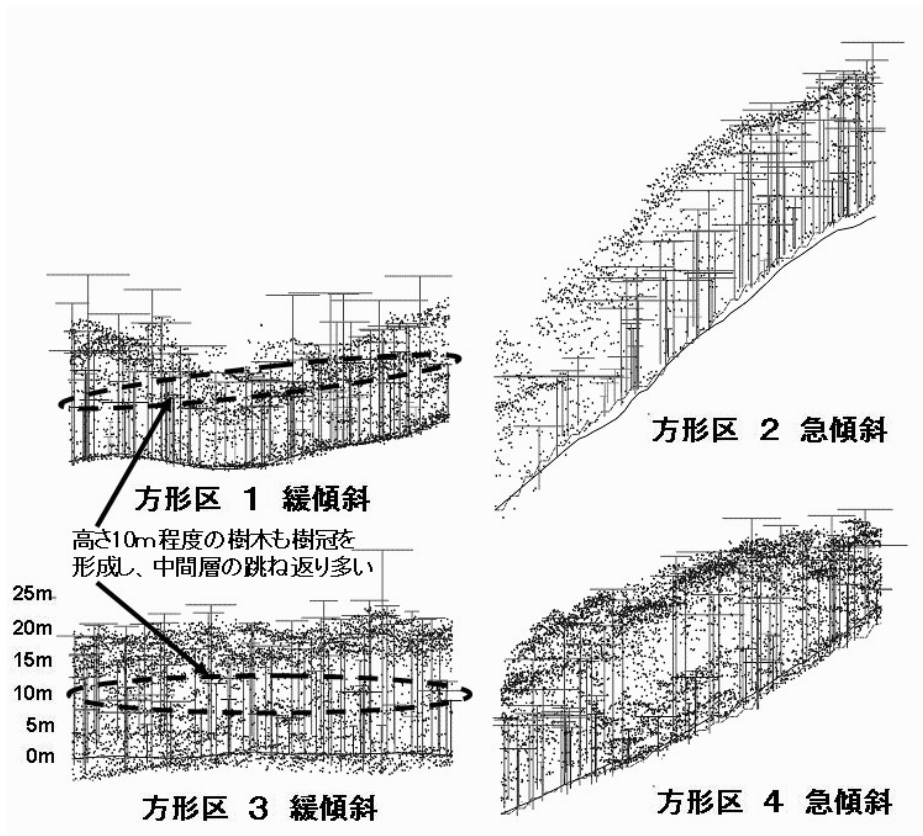 方形区 2 急傾斜
方形区 1 緩傾斜
高さ10m程度の樹木も樹冠を
形成し、中間層の跳ね返り多い
25m
20m
15m
10m
5m
0m
方形区 3 緩傾斜
方形区 4 急傾斜